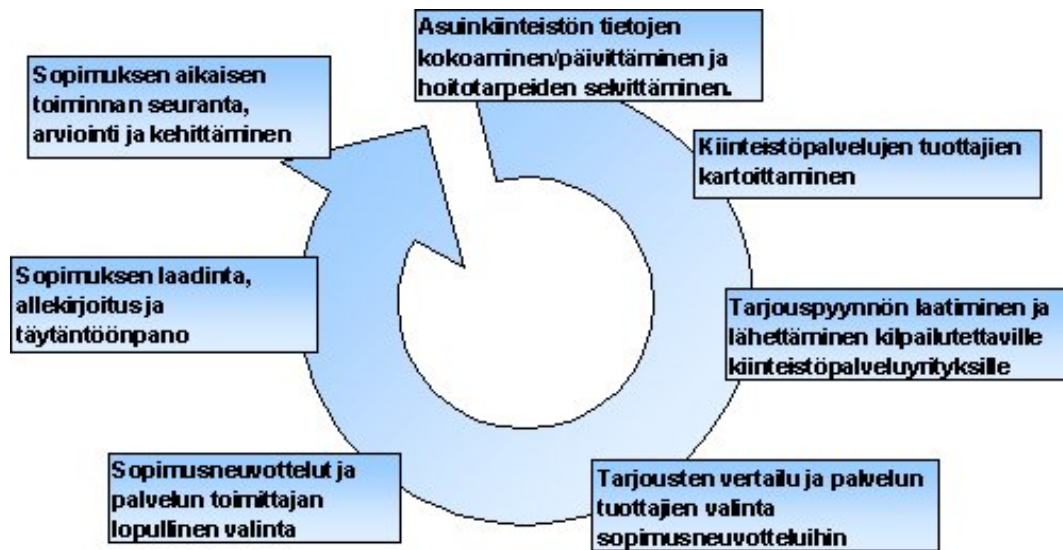 Asuinkiinteistön tietojen
kokoaminen/päivittäminen ja
hoitotarpeiden selvittäminen.
Kiinteistöpalvelujen tuottajien
kartoittaminen
Tarjouspyynnön laatiminen ja
lähettäminen kilpailutettaville
kiinteistöpalveluyrityksille
Tarjousten vertailu ja palvelun
tuottajien valinta
sopimusneuvotteluihin
Sopimusneuvottelut ja
palvelun toimittajan
lopullinen valinta
Sopimuksen laadinta,
allekirjoitus ja
täytäntöönpano
Sopimuksen aikaisen
toiminnan seuranta,
arviointi ja kehittäminen